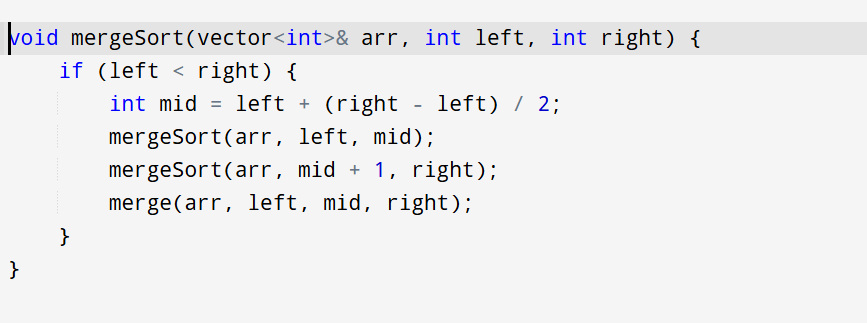 void mergeSort(vector<int>& arr, int left, int right) {
    if (left < right) {
        int mid = left + (right - left) / 2;
        mergeSort(arr, left, mid);
        mergeSort(arr, mid + 1, right);
        merge(arr, left, mid, right);
    }
}